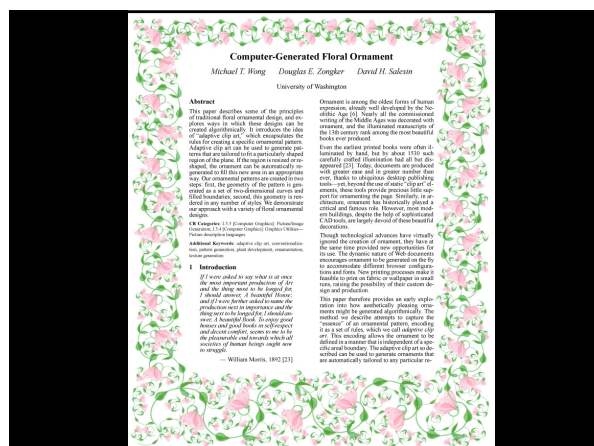 Computer-Generated Floral Ornament
Michael T. Wong Douglas E. Zongker David H. Salesin
University of Washington
Abstract
This paper describes some of the principles
of traditional floral ornamental design, and ex-
plores ways in which these designs can be
created algorithmically. It introduces the idea
of "adaptive clip art," which encapsulates the
rules for creating a specific ornamental pattern.
Adaptive clip art can be used to generate pat-
terns that are tailored to fit a particularly shaped
region of the plane. If the region is resized or re-
shaped, the ornament can be automatically re-
generated to fill this new area in an appropriate
way. Our ornamental patterns are created in two
steps: first, the geometry of the pattern is gen-
erated as a set of two-dimensional curves and
filled boundaries; second, this geometry is ren-
dered in any number of styles. We demonstrate
our approach with a variety of floral ornamental
designs.
CR Categories: I.3.3 [Computer Graphics]: Picture/Image
Generation; I.3.4 [Computer Graphics]: Graphics Utilities—
Picture description languages.
Additional Keywords: adaptive clip art, conventionaliza-
tion, pattern generation, plant development, ornamentation,
texture generation
1 Introduction
If I were asked to say what is at once
the most important production of Art
and the thing most to be longed for,
I should answer, A beautiful House;
and if I were further asked to name the
production next in importance and the
thing next to be longed for, I should an-
swer, A beautiful Book. To enjoy good
houses and good books in self-respect
and decent comfort, seems to me to be
the pleasurable end towards which all
societies of human beings ought now
to struggle.
— William Morris, 1892 [23]
Ornament is among the oldest forms of human
expression, already well developed by the Ne-
olithic Age [6]. Nearly all the commissioned
writing of the Middle Ages was decorated with
ornament, and the illuminated manuscripts of
the 13th century rank among the most beautiful
books ever produced.
Even the earliest printed books were often il-
luminated by hand, but by about 1530 such
carefully crafted illumination had all but dis-
appeared [23]. Today, documents are produced
with greater ease and in greater number than
ever, thanks to ubiquitous desktop publishing
tools—yet, beyond the use of static "clip art" el-
ements, these tools provide precious little sup-
port for ornamenting the page. Similarly, in ar-
chitecture, ornament has historically played a
critical and famous role. However, most mod-
ern buildings, despite the help of sophisticated
CAD tools, are largely devoid of these beautiful
decorations.
Though technological advances have virtually
ignored the creation of ornament, they have at
the same time provided new opportunities for
its use. The dynamic nature of Web documents
encourages ornament to be generated on the fly
to accommodate different browser configura-
tions and fonts. New printing processes make it
feasible to print on fabric or wallpaper in small
runs, raising the possibility of their custom de-
sign and production.
This paper therefore provides an early explo-
ration into how aesthetically pleasing orna-
ments might be generated algorithmically. The
method we describe attempts to capture the
"essence" of an ornamental pattern, encoding
it as a set of rules, which we call adaptive clip
art. This encoding allows the ornament to be
defined in a manner that is independent of a spe-
cific areal boundary. The adaptive clip art so de-
scribed can be used to generate ornaments that
are automatically tailored to any particular re-